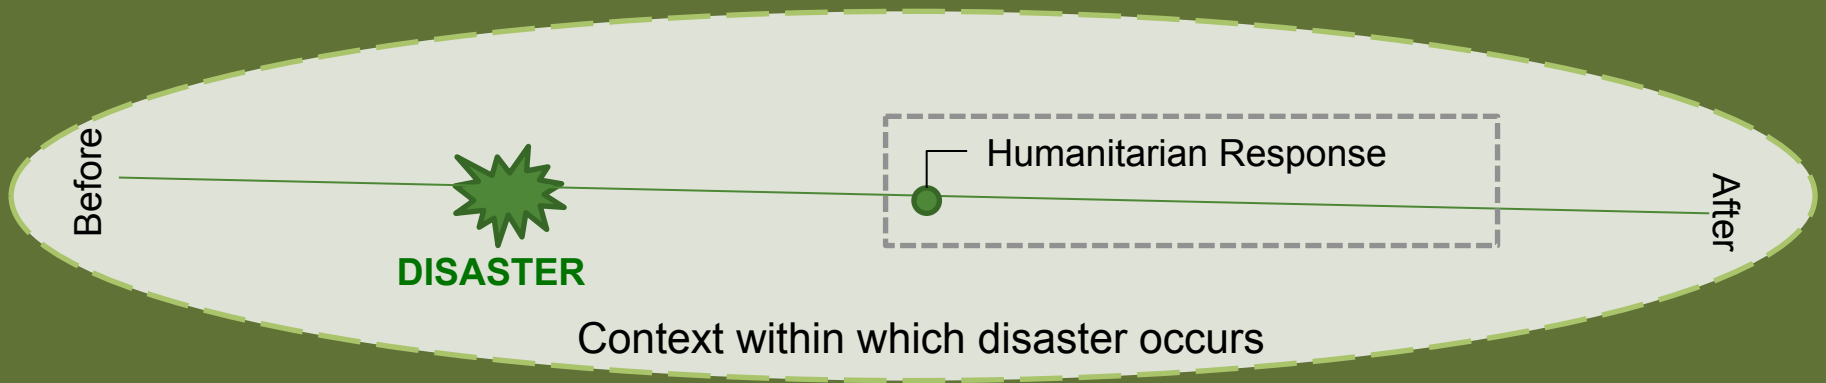 Before
Humanitarian Response
After
DISASTER
Context within which disaster occurs